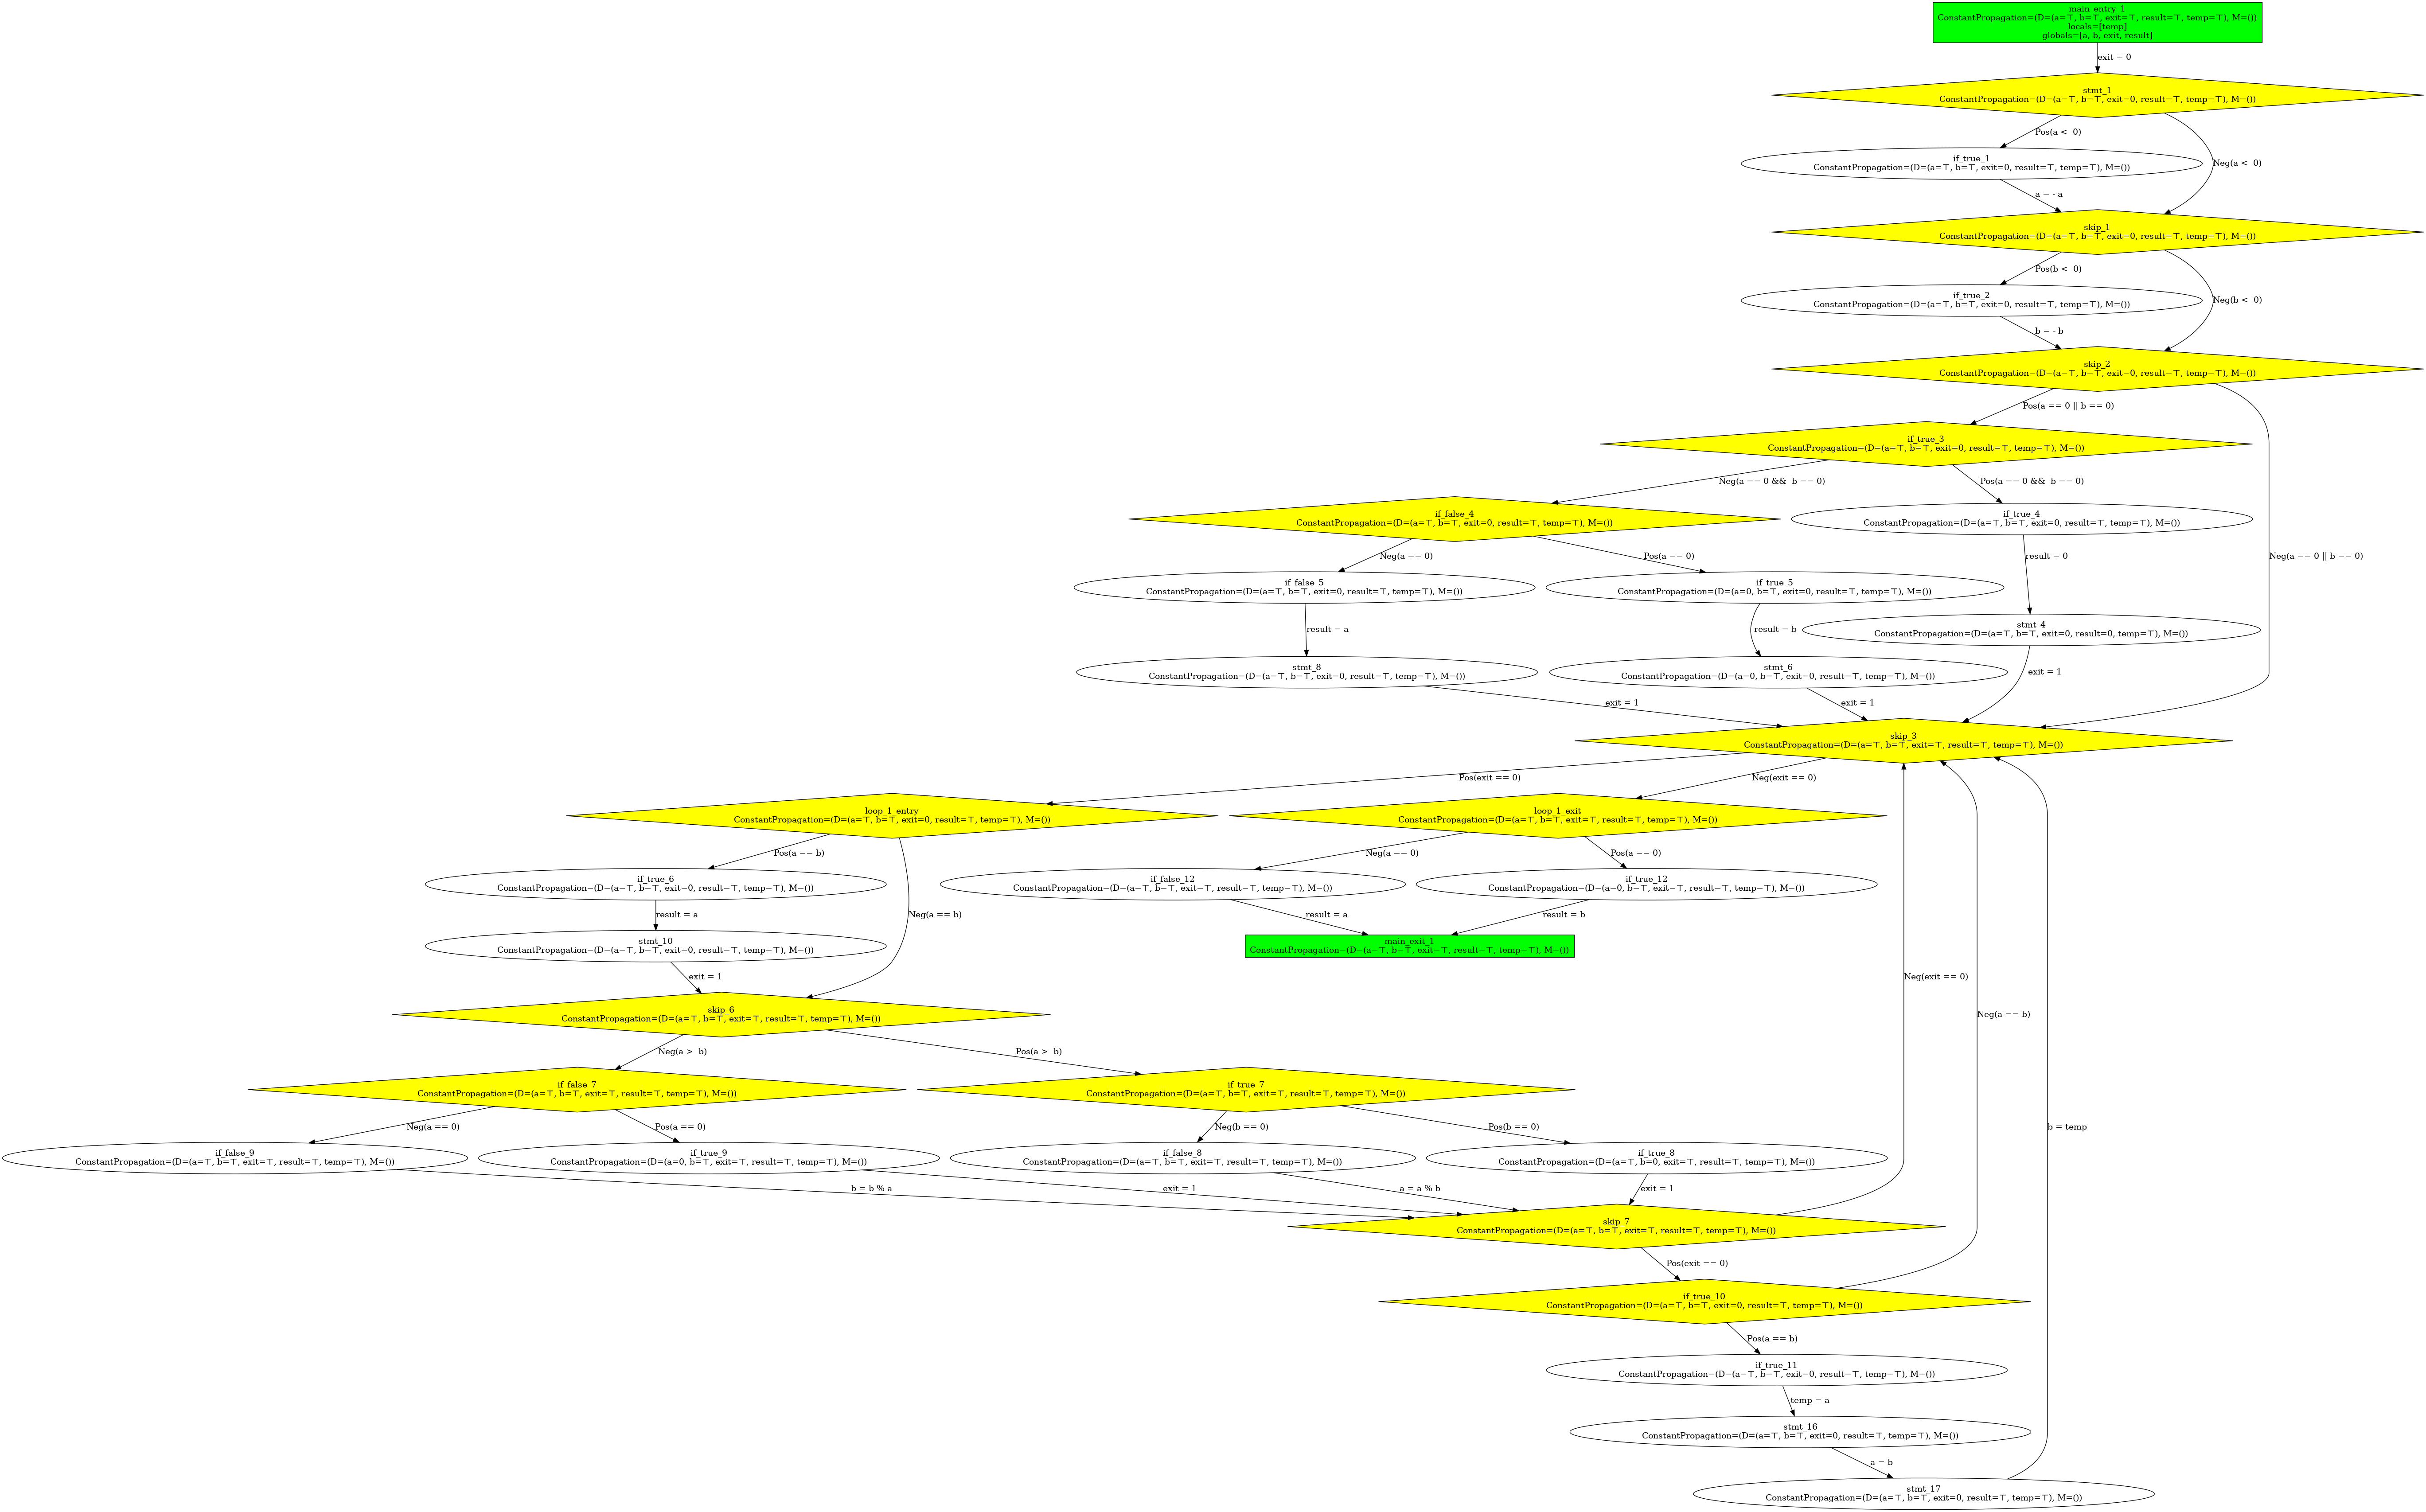 main_entry_1
ConstantPropagation=(D=(a=⊤, b=⊤, exit=⊤, result=⊤, temp=⊤), M=())
locals=[temp]
globals=[a, b, exit, result]
exit = 0
stmt_1
ConstantPropagation=(D=(a=⊤, b=⊤, exit=0, result=⊤, temp=⊤), M=())
Pos(a <  0)
if_true_1
ConstantPropagation=(D=(a=⊤, b=⊤, exit=0, result=⊤, temp=⊤), M=())
Neg(a <  0)
a = - a
skip_1
ConstantPropagation=(D=(a=⊤, b=⊤, exit=0, result=⊤, temp=⊤), M=())
Pos(b <  0)
if_true_2
ConstantPropagation=(D=(a=⊤, b=⊤, exit=0, result=⊤, temp=⊤), M=())
Neg(b <  0)
b = - b
skip_2
ConstantPropagation=(D=(a=⊤, b=⊤, exit=0, result=⊤, temp=⊤), M=())
Pos(a == 0 || b == 0)
if_true_3
ConstantPropagation=(D=(a=⊤, b=⊤, exit=0, result=⊤, temp=⊤), M=())
Neg(a == 0 &&  b == 0)
Pos(a == 0 &&  b == 0)
if_false_4
ConstantPropagation=(D=(a=⊤, b=⊤, exit=0, result=⊤, temp=⊤), M=())
if_true_4
ConstantPropagation=(D=(a=⊤, b=⊤, exit=0, result=⊤, temp=⊤), M=())
Neg(a == 0)
Pos(a == 0)
result = 0
Neg(a == 0 || b == 0)
if_false_5
ConstantPropagation=(D=(a=⊤, b=⊤, exit=0, result=⊤, temp=⊤), M=())
if_true_5
ConstantPropagation=(D=(a=0, b=⊤, exit=0, result=⊤, temp=⊤), M=())
result = a
result = b
stmt_4
ConstantPropagation=(D=(a=⊤, b=⊤, exit=0, result=0, temp=⊤), M=())
stmt_8
ConstantPropagation=(D=(a=⊤, b=⊤, exit=0, result=⊤, temp=⊤), M=())
stmt_6
ConstantPropagation=(D=(a=0, b=⊤, exit=0, result=⊤, temp=⊤), M=())
exit = 1
exit = 1
exit = 1
skip_3
ConstantPropagation=(D=(a=⊤, b=⊤, exit=⊤, result=⊤, temp=⊤), M=())
Pos(exit == 0)
Neg(exit == 0)
loop_1_entry
ConstantPropagation=(D=(a=⊤, b=⊤, exit=0, result=⊤, temp=⊤), M=())
loop_1_exit
ConstantPropagation=(D=(a=⊤, b=⊤, exit=⊤, result=⊤, temp=⊤), M=())
Pos(a == b)
Neg(a == 0)
Pos(a == 0)
if_true_6
ConstantPropagation=(D=(a=⊤, b=⊤, exit=0, result=⊤, temp=⊤), M=())
if_false_12
ConstantPropagation=(D=(a=⊤, b=⊤, exit=⊤, result=⊤, temp=⊤), M=())
if_true_12
ConstantPropagation=(D=(a=0, b=⊤, exit=⊤, result=⊤, temp=⊤), M=())
result = a
Neg(a == b)
result = a
result = b
stmt_10
ConstantPropagation=(D=(a=⊤, b=⊤, exit=0, result=⊤, temp=⊤), M=())
main_exit_1
ConstantPropagation=(D=(a=⊤, b=⊤, exit=⊤, result=⊤, temp=⊤), M=())
exit = 1
Neg(exit == 0)
skip_6
ConstantPropagation=(D=(a=⊤, b=⊤, exit=⊤, result=⊤, temp=⊤), M=())
Neg(a == b)
Neg(a >  b)
Pos(a >  b)
if_false_7
ConstantPropagation=(D=(a=⊤, b=⊤, exit=⊤, result=⊤, temp=⊤), M=())
if_true_7
ConstantPropagation=(D=(a=⊤, b=⊤, exit=⊤, result=⊤, temp=⊤), M=())
Neg(a == 0)
Pos(a == 0)
Neg(b == 0)
Pos(b == 0)
b = temp
if_false_9
ConstantPropagation=(D=(a=⊤, b=⊤, exit=⊤, result=⊤, temp=⊤), M=())
if_true_9
ConstantPropagation=(D=(a=0, b=⊤, exit=⊤, result=⊤, temp=⊤), M=())
if_false_8
ConstantPropagation=(D=(a=⊤, b=⊤, exit=⊤, result=⊤, temp=⊤), M=())
if_true_8
ConstantPropagation=(D=(a=⊤, b=0, exit=⊤, result=⊤, temp=⊤), M=())
b = b % a
exit = 1
a = a % b
exit = 1
skip_7
ConstantPropagation=(D=(a=⊤, b=⊤, exit=⊤, result=⊤, temp=⊤), M=())
Pos(exit == 0)
if_true_10
ConstantPropagation=(D=(a=⊤, b=⊤, exit=0, result=⊤, temp=⊤), M=())
Pos(a == b)
if_true_11
ConstantPropagation=(D=(a=⊤, b=⊤, exit=0, result=⊤, temp=⊤), M=())
temp = a
stmt_16
ConstantPropagation=(D=(a=⊤, b=⊤, exit=0, result=⊤, temp=⊤), M=())
a = b
stmt_17
ConstantPropagation=(D=(a=⊤, b=⊤, exit=0, result=⊤, temp=⊤), M=())